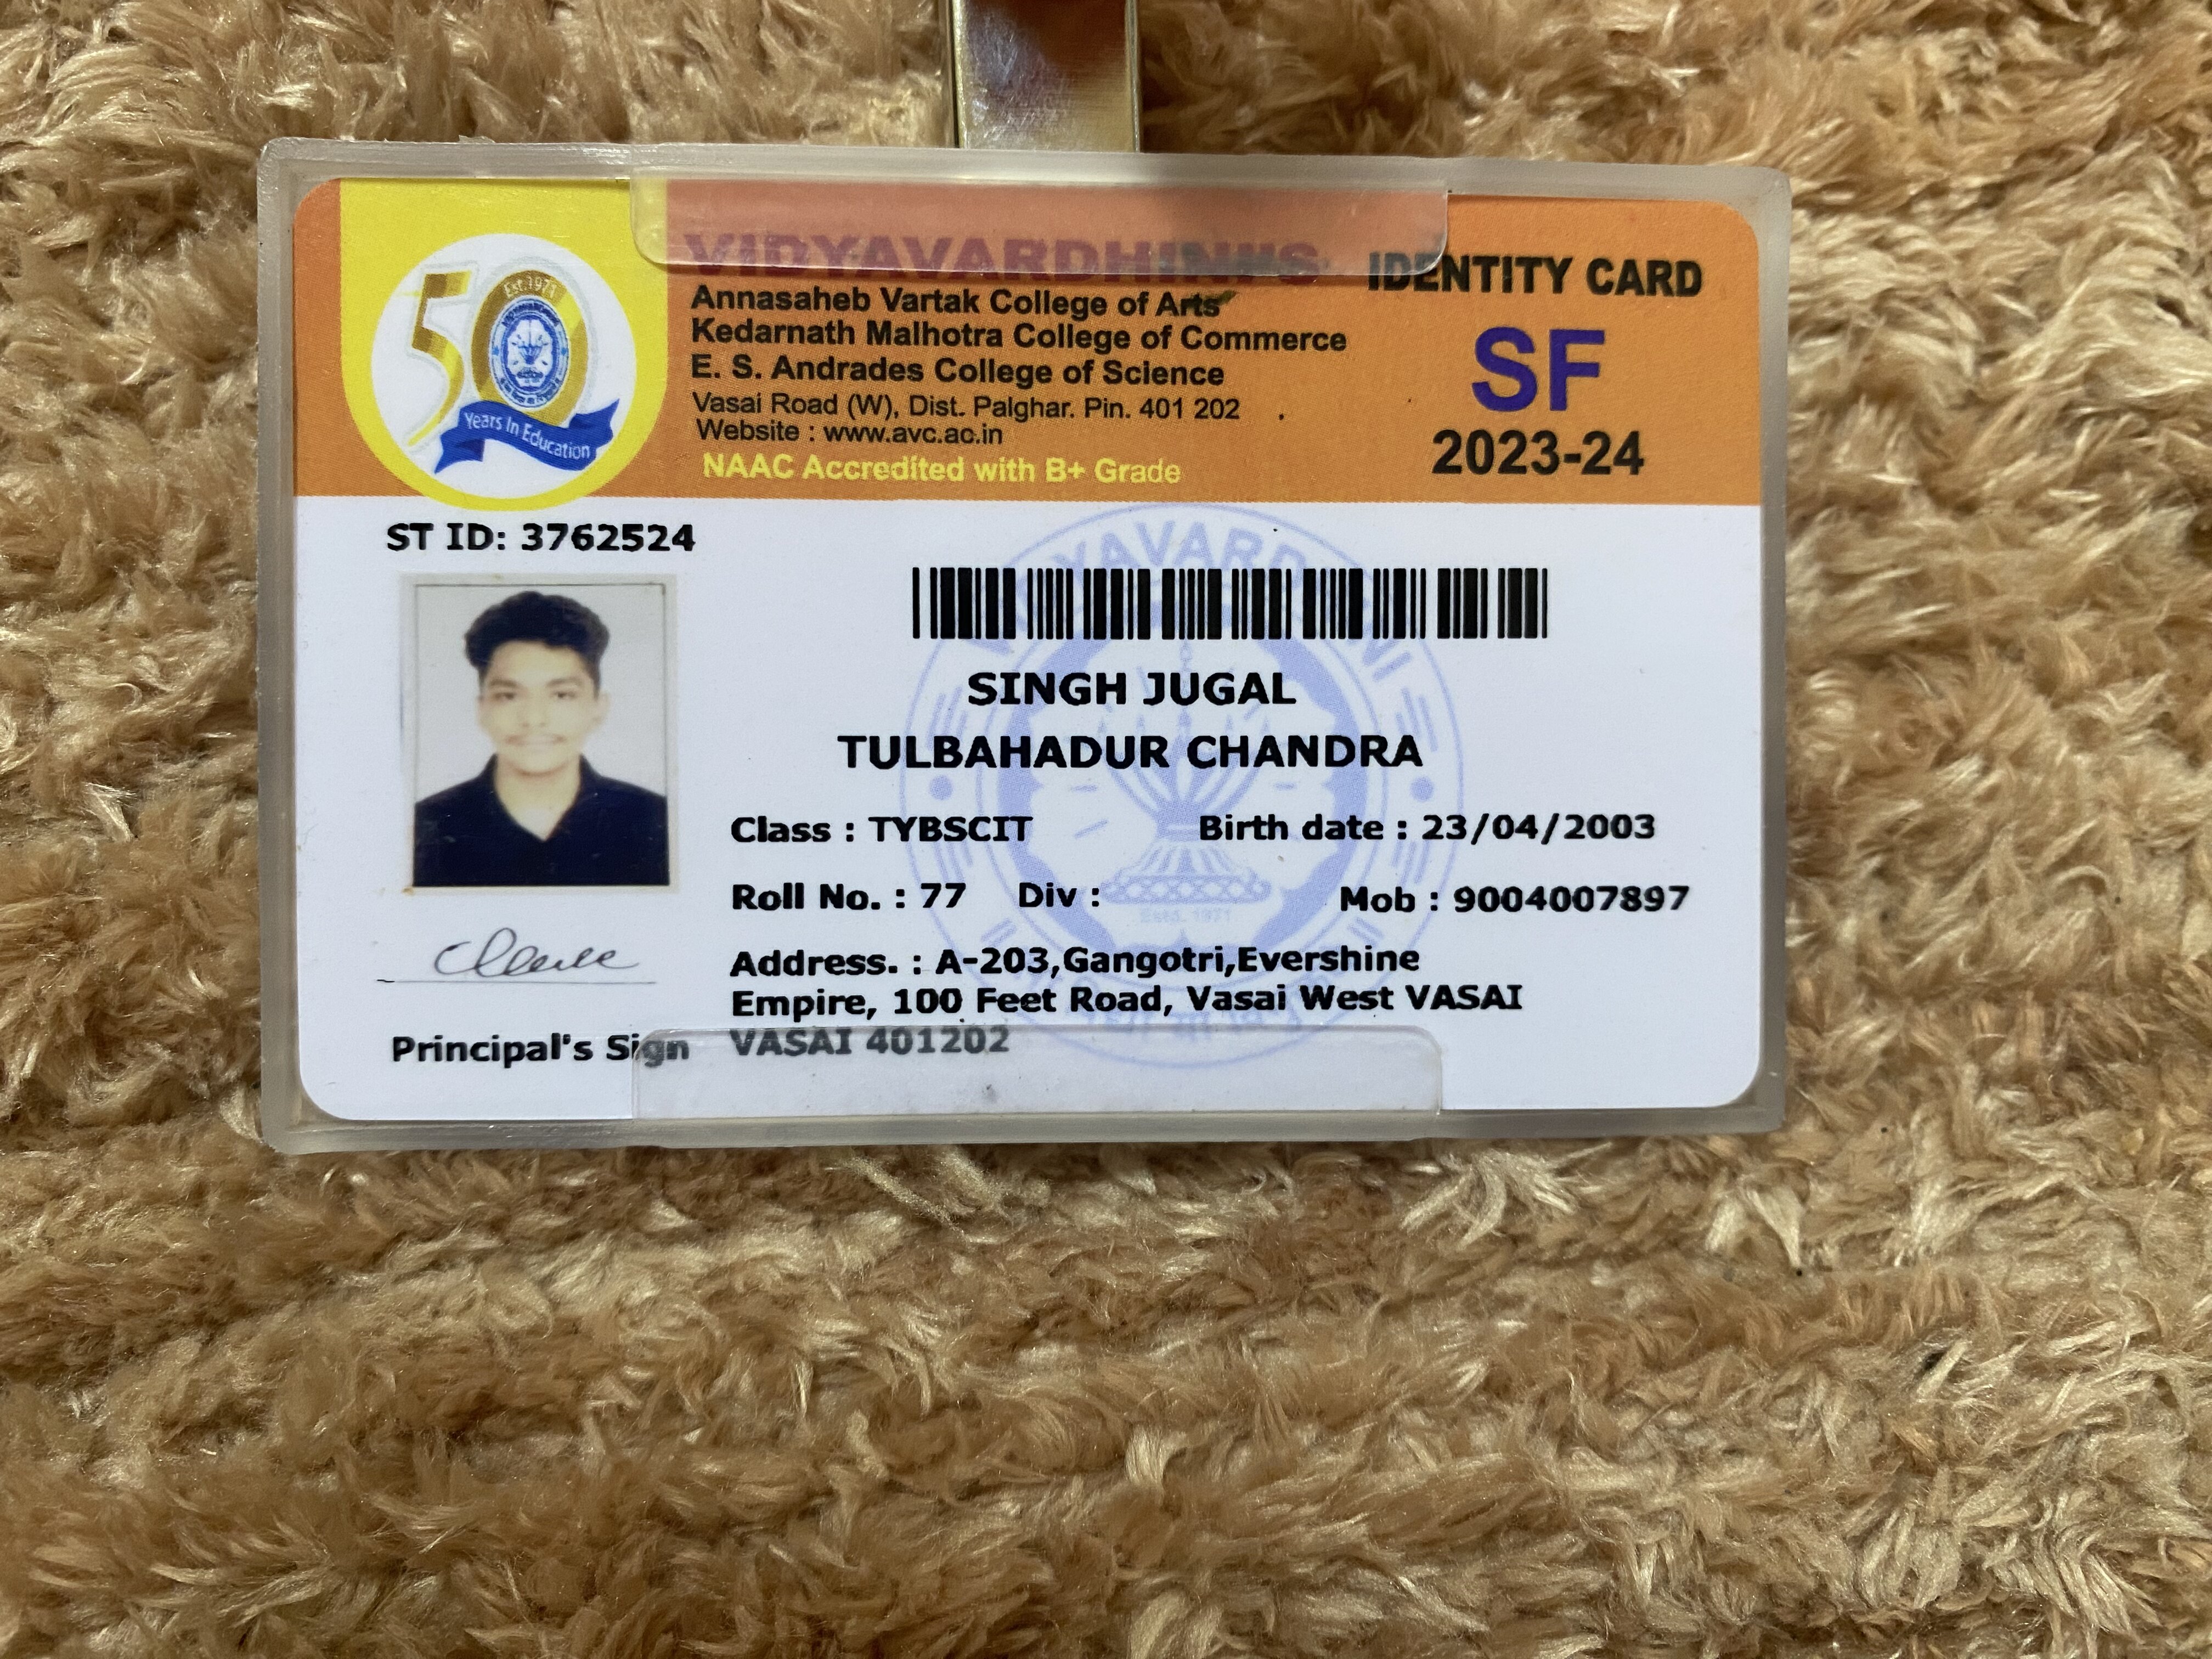 VIDYAVARDHINI'S
Annasaheb Vartak College of Arts
Kedarnath Malhotra College of Commerce
E. S. Andrades College of Science
Vasai Road (W), Dist. Palghar. Pin. 401 202
Website : www.avc.ac.in
NAAC Accredited with B+ Grade
IDENTITY CARD
SF
2023-24
50
Est.1971
Years In Education
ST ID: 3762524
SINGH JUGAL
TULBAHADUR CHANDRA
Class : TYBSCIT Birth date : 23/04/2003
Roll No. : 77 Div : Mob : 9004007897
Address. : A-203,Gangotri,Evershine
Empire, 100 Feet Road, Vasai West VASAI
VASAI 401202
Principal's Sign
Estd. 1971